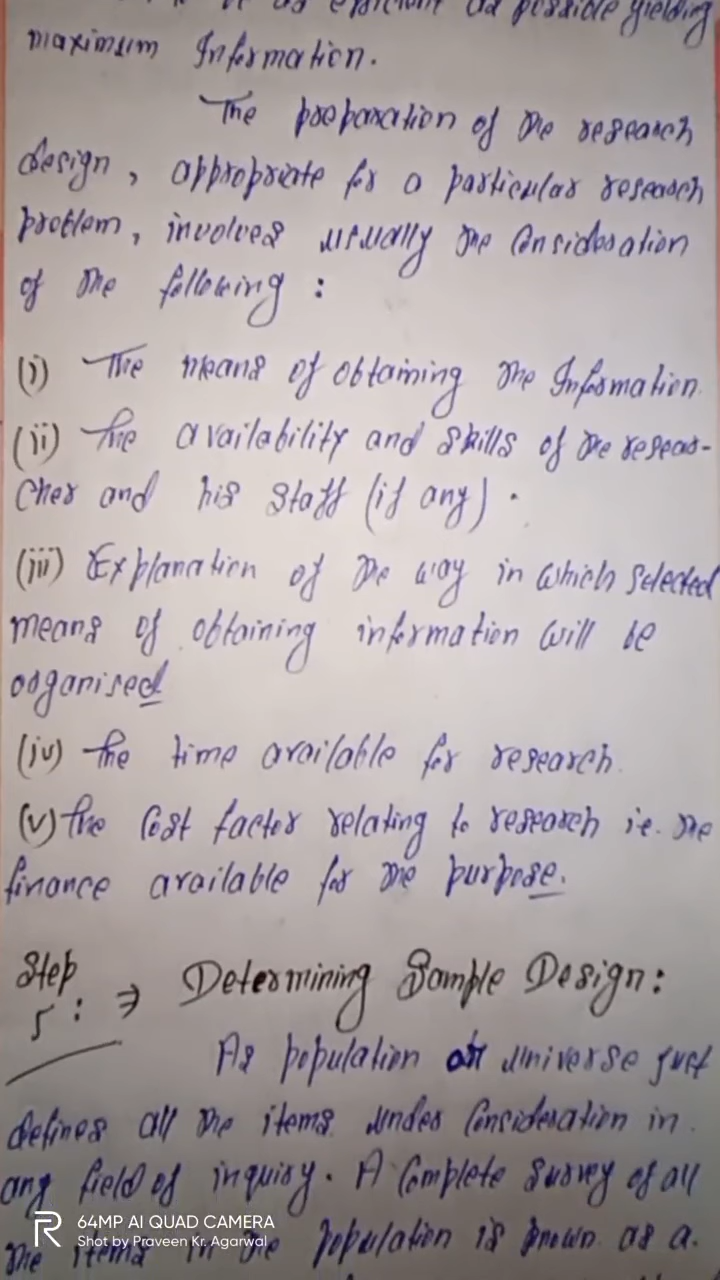 be as efficient as possible yielding
maximum Information.
The preparation of the research
design, appropriate for a particular research
problem, involves usually the Consideration
of the following :
(i) The means of obtaining the Information.
(ii) The availability and skills of the resear-
cher and his staff (if any).
(iii) Explanation of the way in which selected
means of obtaining information will be
organised
(iv) The time available for research.
(v) The Cost factor relating to research i.e. the
finance available for the purpose.
Step
5 : ⇒ Determining Sample Design :
As population or universe just
defines all the items under Consideration in
any field of inquiry. A Complete Survey of all
the items in the population is known as a
64MP AI QUAD CAMERA
Shot by Praveen Kr. Agarwal